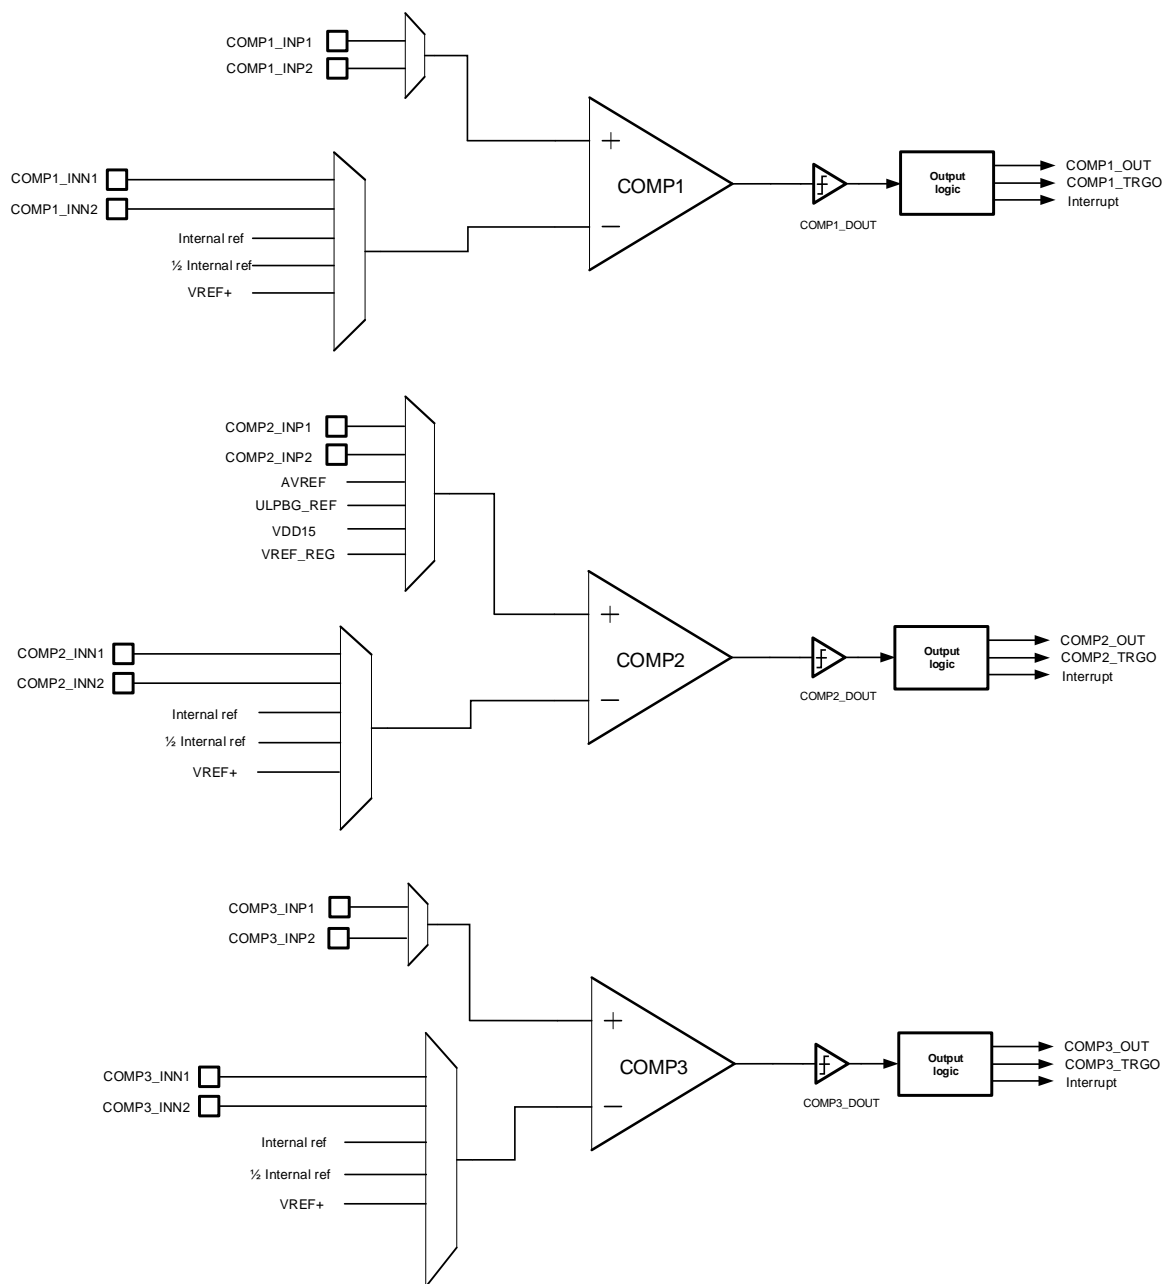 COMP1_INP1
COMP1_INP2
COMP1_INN1
COMP1_INN2
Internal ref
½ Internal ref
VREF+
+
−
COMP1
COMP1_DOUT
Output
logic
COMP1_OUT
COMP1_TRGO
Interrupt
COMP2_INP1
COMP2_INP2
AVREF
ULPBG_REF
VDD15
VREF_REG
COMP2_INN1
COMP2_INN2
Internal ref
½ Internal ref
VREF+
+
−
COMP2
COMP2_DOUT
Output
logic
COMP2_OUT
COMP2_TRGO
Interrupt
COMP3_INP1
COMP3_INP2
COMP3_INN1
COMP3_INN2
Internal ref
½ Internal ref
VREF+
+
−
COMP3
COMP3_DOUT
Output
logic
COMP3_OUT
COMP3_TRGO
Interrupt